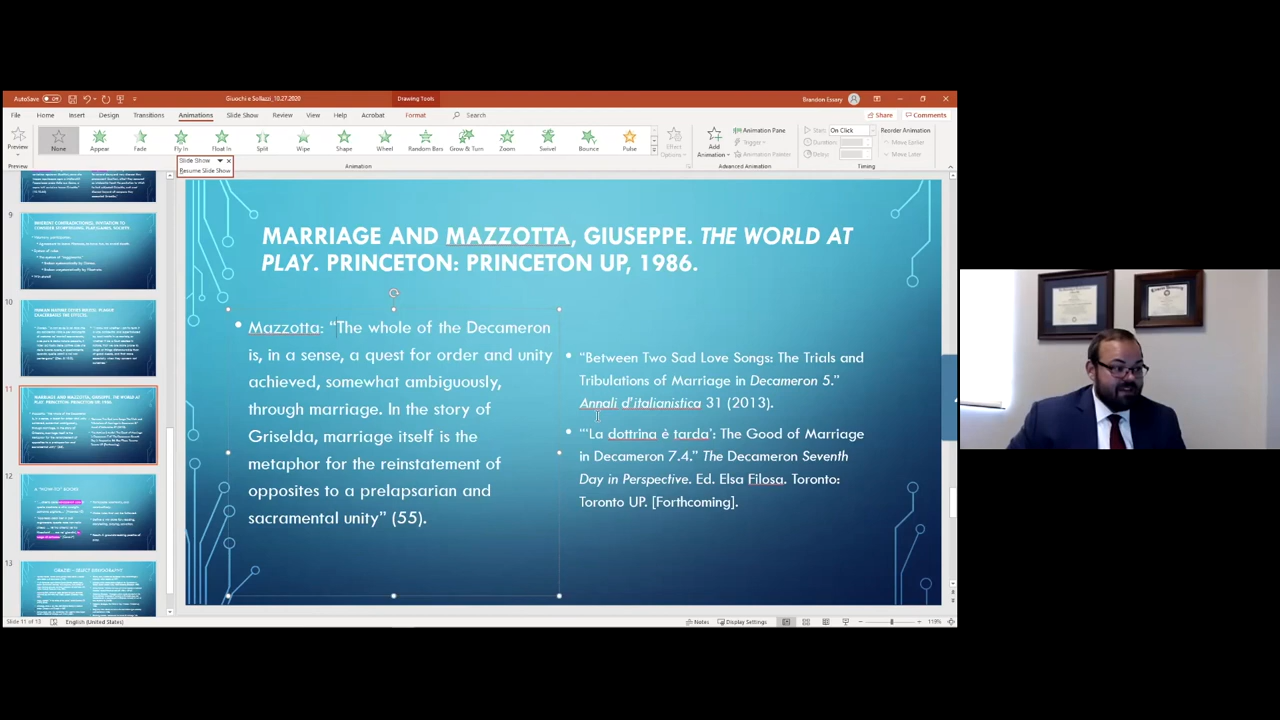 AutoSave Off
Giuochi e Sollazzi_10.27.2020
Drawing Tools
Brandon Essary
File Home Insert Design Transitions Animations Slide Show Review View Help Acrobat Format Search
Share Comments
Preview
None Appear Fade Fly In Float In Split Wipe Shape Wheel Random Bars Grow & Turn Zoom Swivel Bounce Pulse
Effect Options
Add Animation
Animation Pane
Trigger
Animation Painter
Start: On Click
Duration:
Delay:
Reorder Animation
Move Earlier
Move Later
Preview Animation Advanced Animation Timing
Slide Show
Resume Slide Show
9
10
11
12
13
MARRIAGE AND MAZZOTTA, GIUSEPPE. THE WORLD AT
PLAY. PRINCETON: PRINCETON UP, 1986.
• Mazzotta: “The whole of the Decameron
is, in a sense, a quest for order and unity
achieved, somewhat ambiguously,
through marriage. In the story of
Griselda, marriage itself is the
metaphor for the reinstatement of
opposites to a prelapsarian and
sacramental unity” (55).
• “Between Two Sad Love Songs: The Trials and
Tribulations of Marriage in Decameron 5.”
Annali d’italianistica 31 (2013).
• “‘La dottrina è tarda’: The Good of Marriage
in Decameron 7.4.” The Decameron Seventh
Day in Perspective. Ed. Elsa Filosa. Toronto:
Toronto UP. [Forthcoming].
Slide 11 of 13 English (United States)
Notes Display Settings 119%